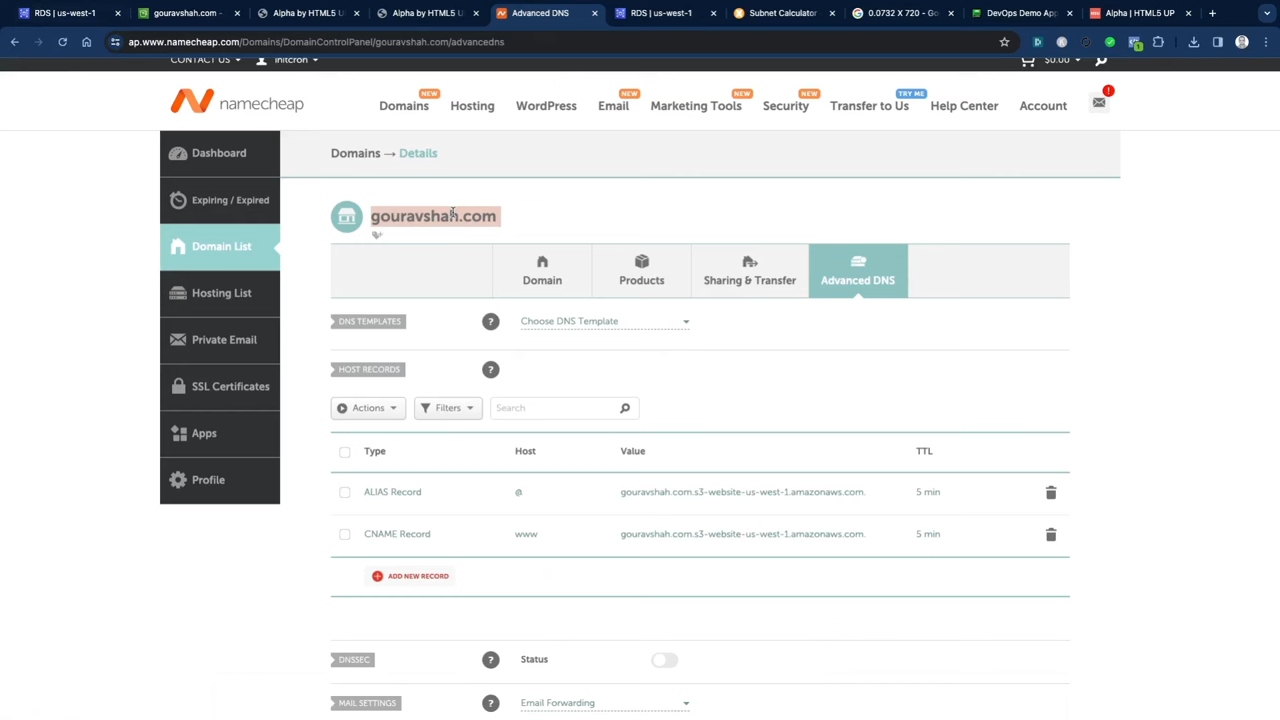 RDS | us-west-1
gouravshah.com -
Alpha by HTML5 UP
Alpha by HTML5 UP
Advanced DNS
RDS | us-west-1
Subnet Calculator
0.0732 X 720 - Go
DevOps Demo App
Alpha | HTML5 UP
ap.www.namecheap.com/Domains/DomainControlPanel/gouravshah.com/advancedns
CONTACT US
initcron
$0.00
namecheap
Domains
NEW
Hosting
WordPress
Email
NEW
Marketing Tools
NEW
Security
NEW
Transfer to Us
TRY ME
Help Center
Account
!
Dashboard
Expiring / Expired
Domain List
Hosting List
Private Email
SSL Certificates
Apps
Profile
Domains → Details
gouravshah.com
Domain
Products
Sharing & Transfer
Advanced DNS
DNS TEMPLATES
?
Choose DNS Template
HOST RECORDS
?
Actions
Filters
Search
Type Host Value TTL
ALIAS Record @ gouravshah.com.s3-website-us-west-1.amazonaws.com. 5 min
CNAME Record www gouravshah.com.s3-website-us-west-1.amazonaws.com. 5 min
ADD NEW RECORD
DNSSEC
?
Status
MAIL SETTINGS
?
Email Forwarding